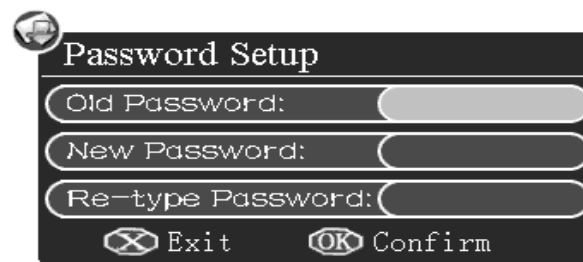 Password Setup
Old Password:
New Password:
Re-type Password:
X Exit OK Confirm